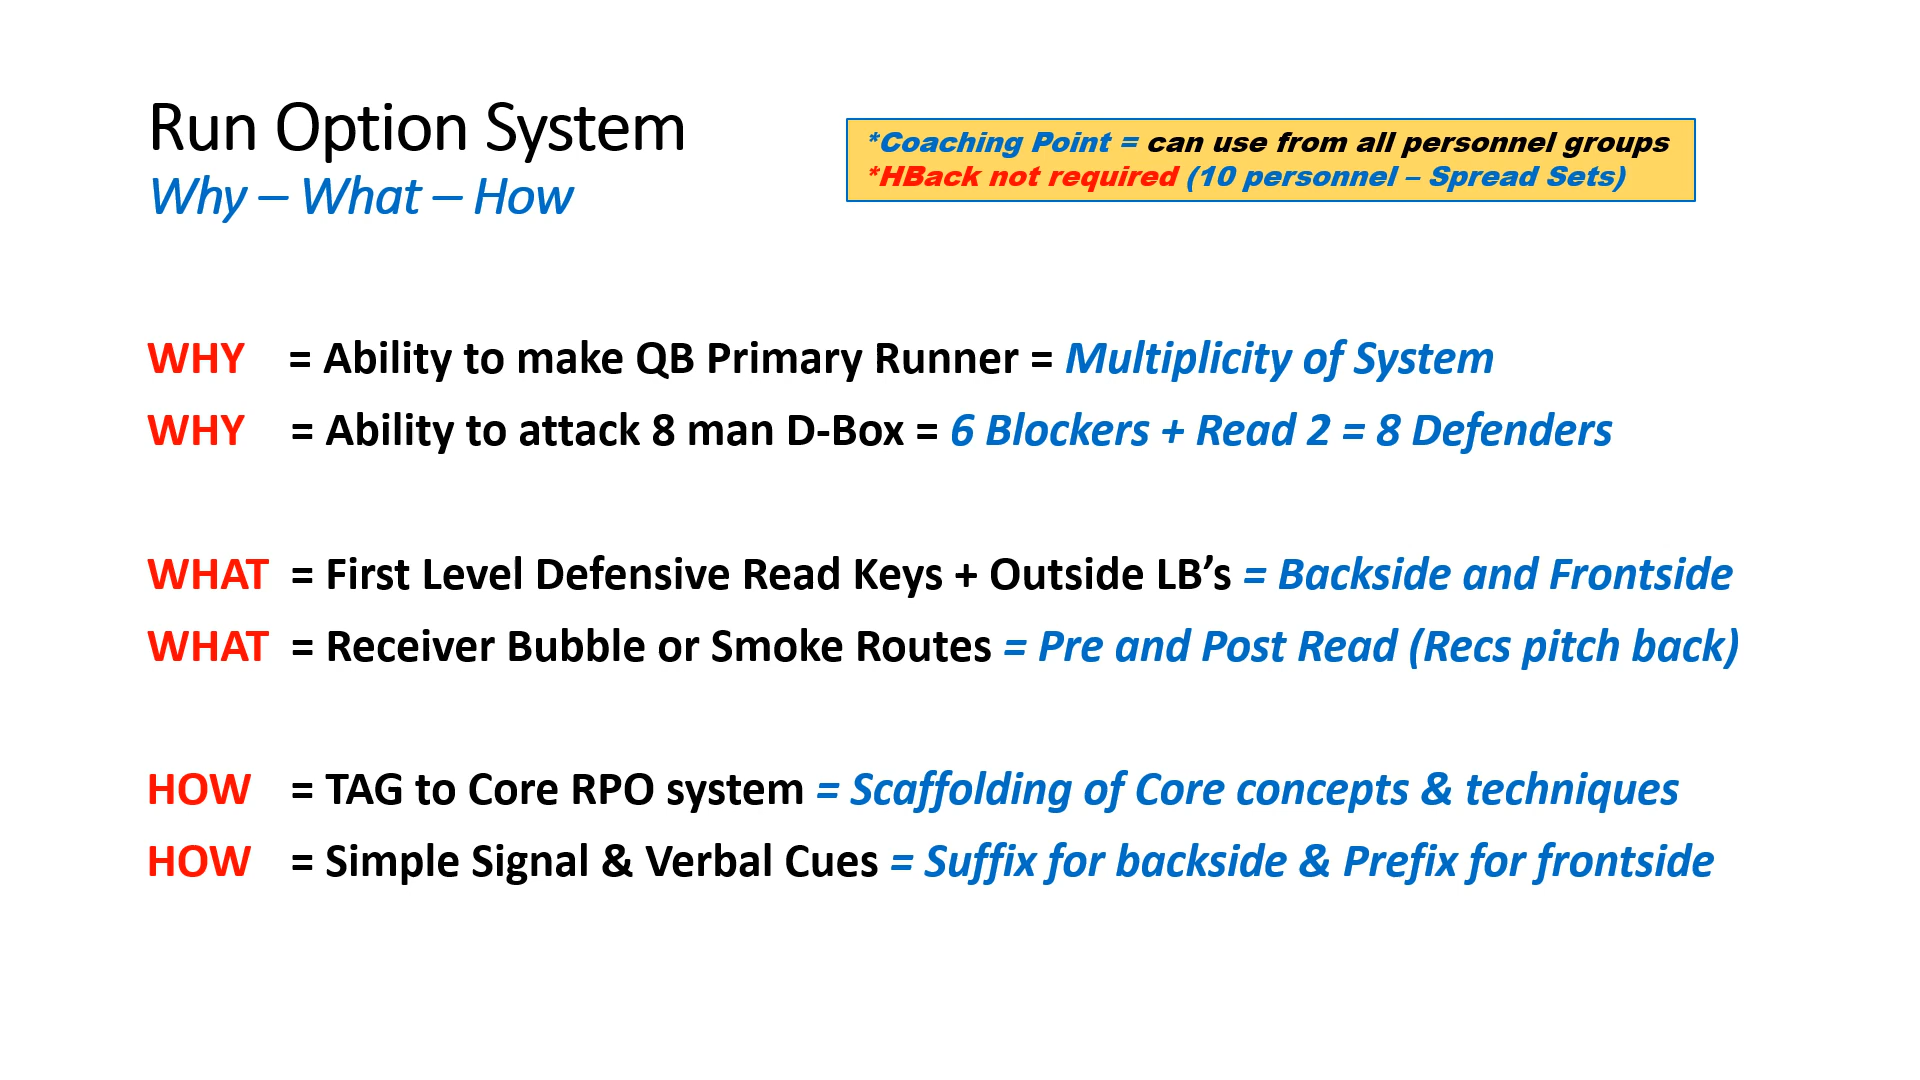 Run Option System
Why – What – How
*Coaching Point = can use from all personnel groups
*HBack not required (10 personnel – Spread Sets)
WHY = Ability to make QB Primary Runner = Multiplicity of System
WHY = Ability to attack 8 man D-Box = 6 Blockers + Read 2 = 8 Defenders
WHAT = First Level Defensive Read Keys + Outside LB’s = Backside and Frontside
WHAT = Receiver Bubble or Smoke Routes = Pre and Post Read (Recs pitch back)
HOW = TAG to Core RPO system = Scaffolding of Core concepts & techniques
HOW = Simple Signal & Verbal Cues = Suffix for backside & Prefix for frontside